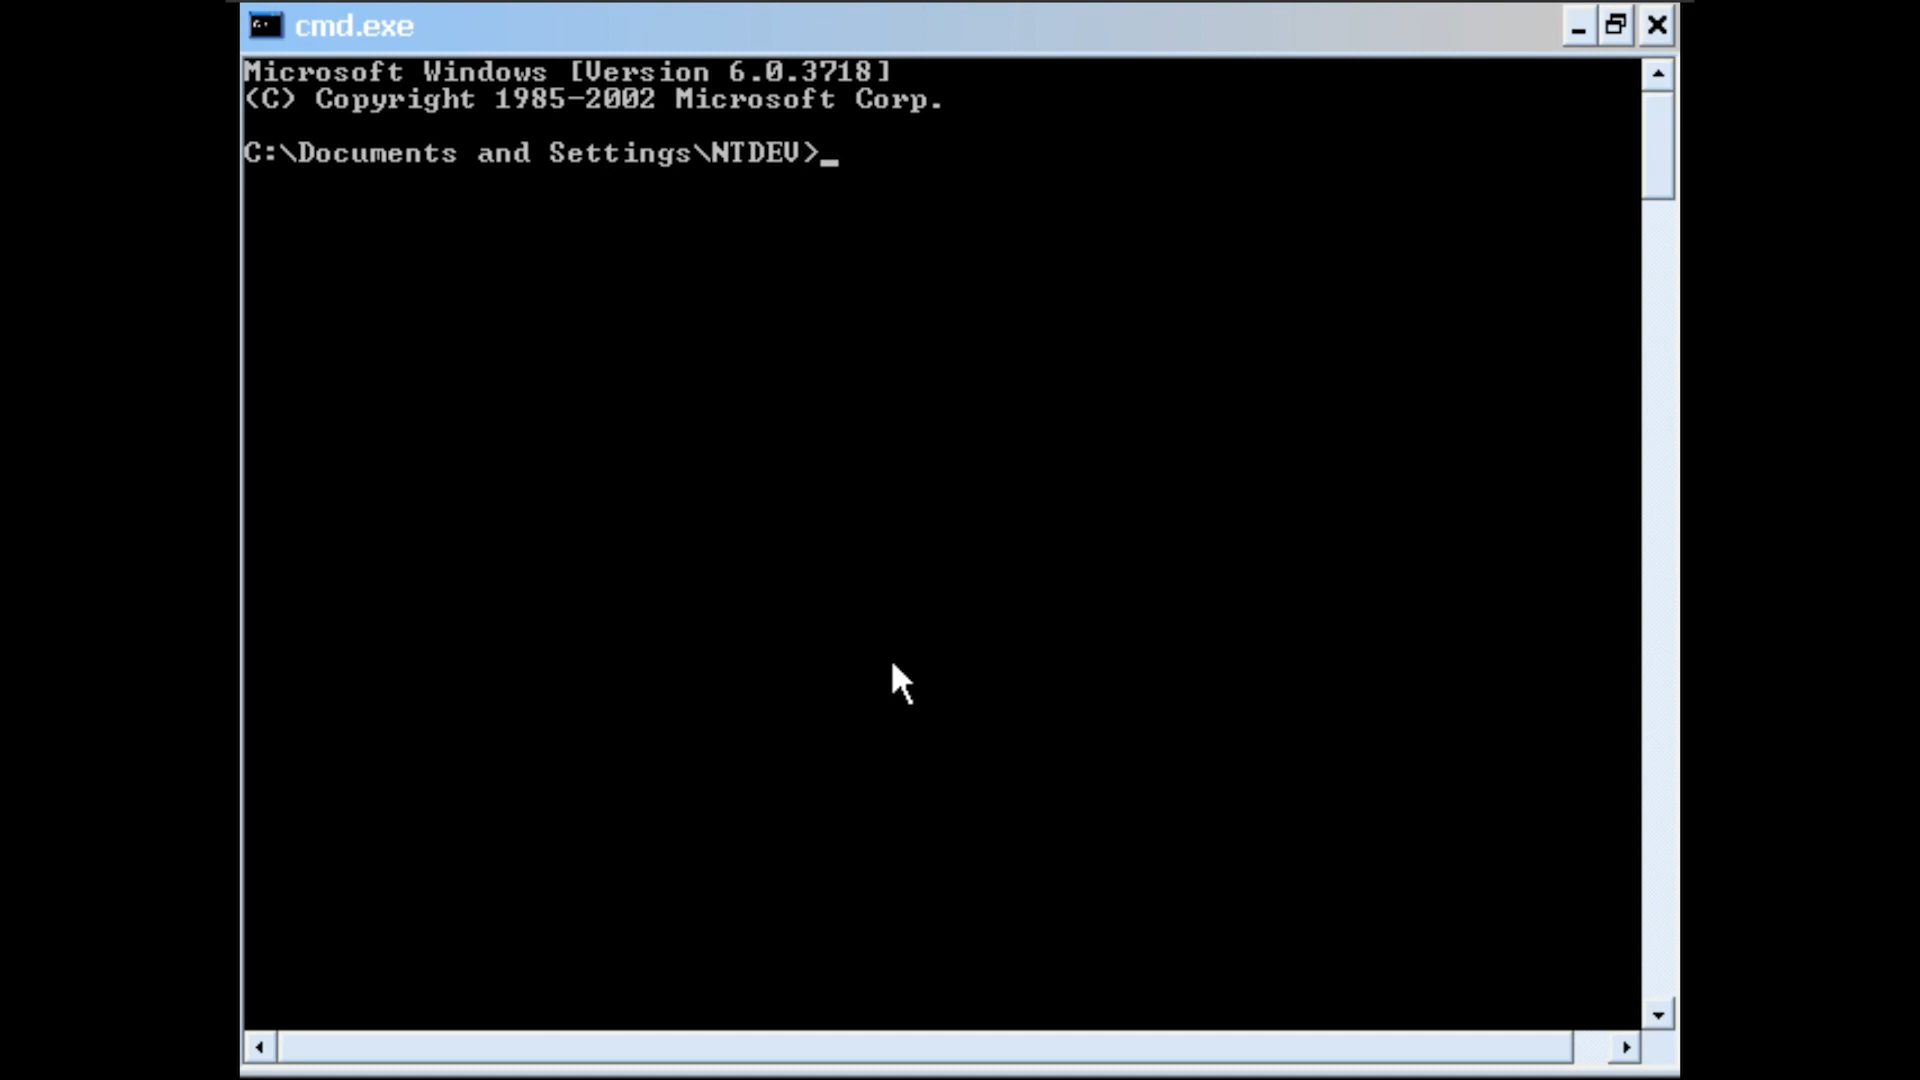 cmd.exe
Microsoft Windows [Version 6.0.3718]
(C) Copyright 1985-2002 Microsoft Corp.
C:\Documents and Settings\NTDEV>_